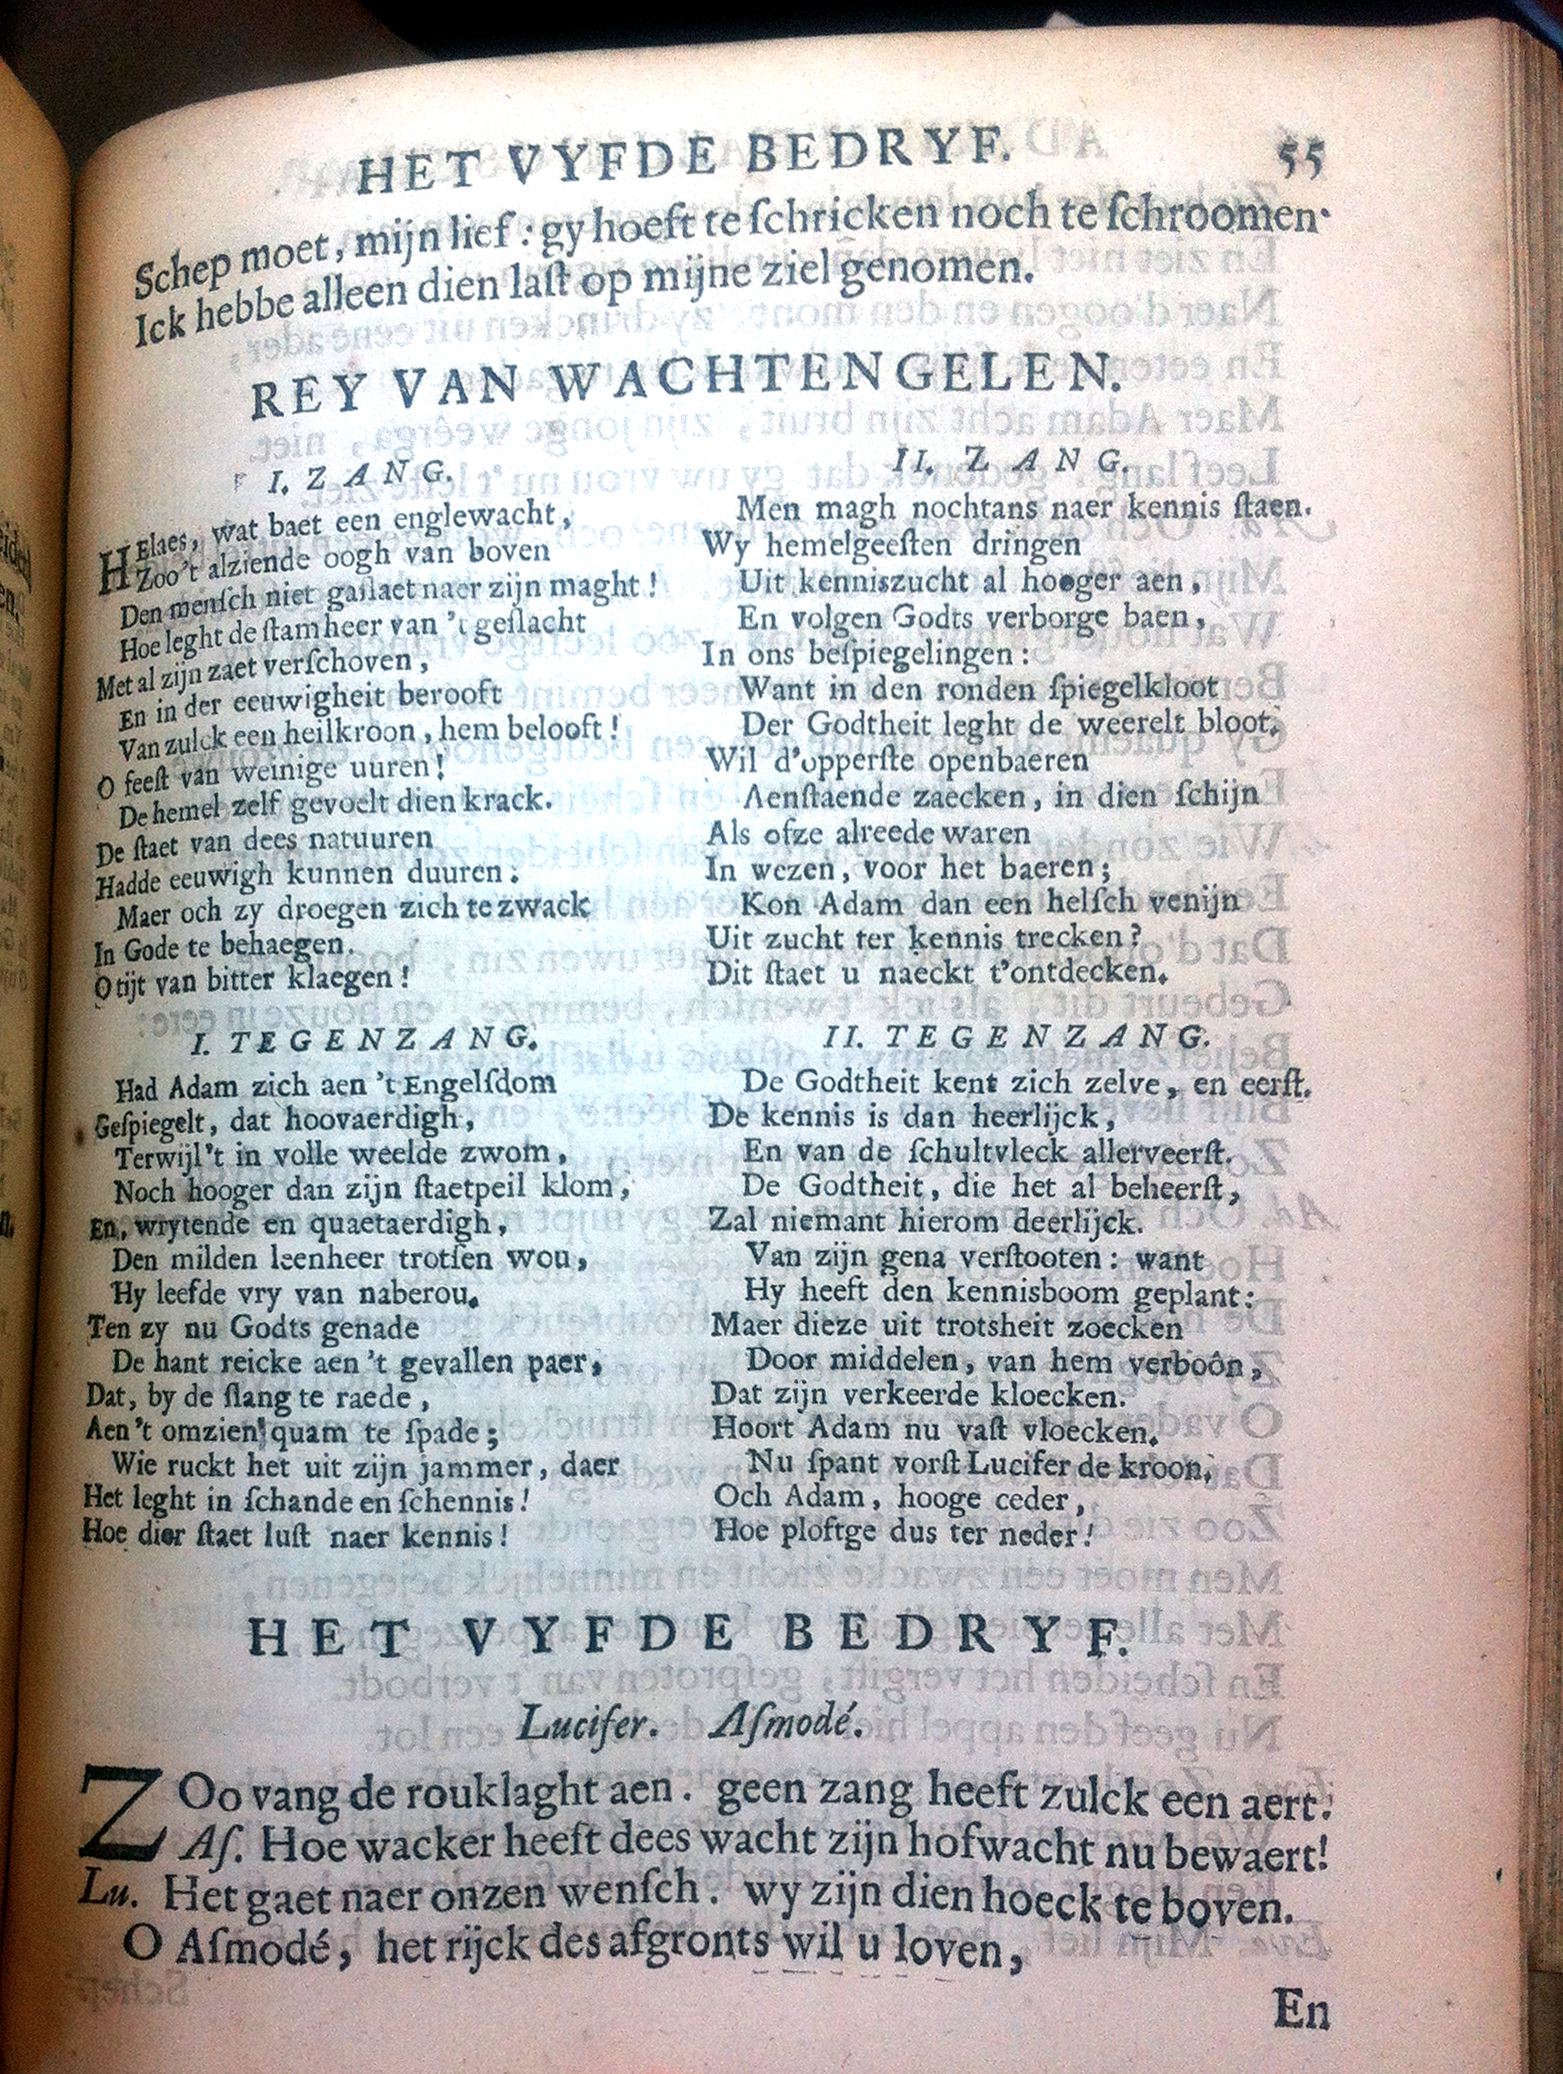 HET VYFDE BEDRYF. 55
Schep moet, mijn lief: gy hoeft te ſchricken noch te ſchroomen.
Ick hebbe alleen dien laſt op mijne ziel genomen.
REY VAN WACHTENGELEN.
I. ZANG.
HElaes, wat baet een englewacht,
Zoo't alziende oogh van boven
Den menſch niet gaſlaet naer zijn maght!
Hoe leght de ſtamheer van 't geſlacht
Met al zijn zaet verſchoven,
En in der eeuwigheit berooft
Van zulck een heilkroon, hem belooft!
O feeſt van weinige uuren!
De hemel zelf gevoelt dien krack.
De ſtaet van dees natuuren
Hadde eeuwigh kunnen duuren:
Maer och zy droegen zich te zwack
In Gode te behaegen.
O tijt van bitter klaegen!
I. TEGENZANG.
Had Adam zich aen 't Engelſdom
Geſpiegelt, dat hoovaerdigh,
Terwijl't in volle weelde zwom,
Noch hooger dan zijn ſtaetpeil klom,
En, wrytende en quaetaerdigh,
Den milden leenheer trotſen wou,
Hy leefde vry van naberou.
Ten zy nu Godts genade
De hant reicke aen 't gevallen paer,
Dat, by de ſlang te raede,
Aen 't omzien quam te ſpade;
Wie ruckt het uit zijn jammer, daer
Het leght in ſchande en ſchennis!
Hoe dier ſtaet luſt naer kennis!
II. ZANG.
Men magh nochtans naer kennis ſtaen.
Wy hemelgeeſten dringen
Uit kenniszucht al hooger aen,
En volgen Godts verborge baen,
In ons beſpiegelingen:
Want in den ronden ſpiegelkloot
Der Godtheit leght de weerelt bloot.
Wil d'opperſte openbaeren
Aenſtaende zaecken, in dien ſchijn
Als ofze alreede waren
In wezen, voor het baeren;
Kon Adam dan een helſch venijn
Uit zucht ter kennis trecken?
Dit ſtaet u naeckt t'ontdecken.
II. TEGENZANG.
De Godtheit kent zich zelve, en eerſt.
De kennis is dan heerlijck,
En van de ſchultvleck allerveerſt.
De Godtheit, die het al beheerſt,
Zal niemant hierom deerlijck.
Van zijn gena verſtooten: want
Hy heeft den kennisboom geplant:
Maer dieze uit trotsheit zoecken
Door middelen, van hem verboôn,
Dat zijn verkeerde kloecken.
Hoort Adam nu vaſt vloecken.
Nu ſpant vorſt Lucifer de kroon.
Och Adam, hooge ceder,
Hoe ploftge dus ter neder!
HET VYFDE BEDRYF.
Lucifer. Aſmodé.
ZOo vang de rouklaght aen. geen zang heeft zulck een aert.
Aſ. Hoe wacker heeft dees wacht zijn hofwacht nu bewaert!
Lu. Het gaet naer onzen wenſch. wy zijn dien hoeck te boven.
O Aſmodé, het rijck des afgronts wil u loven,
En